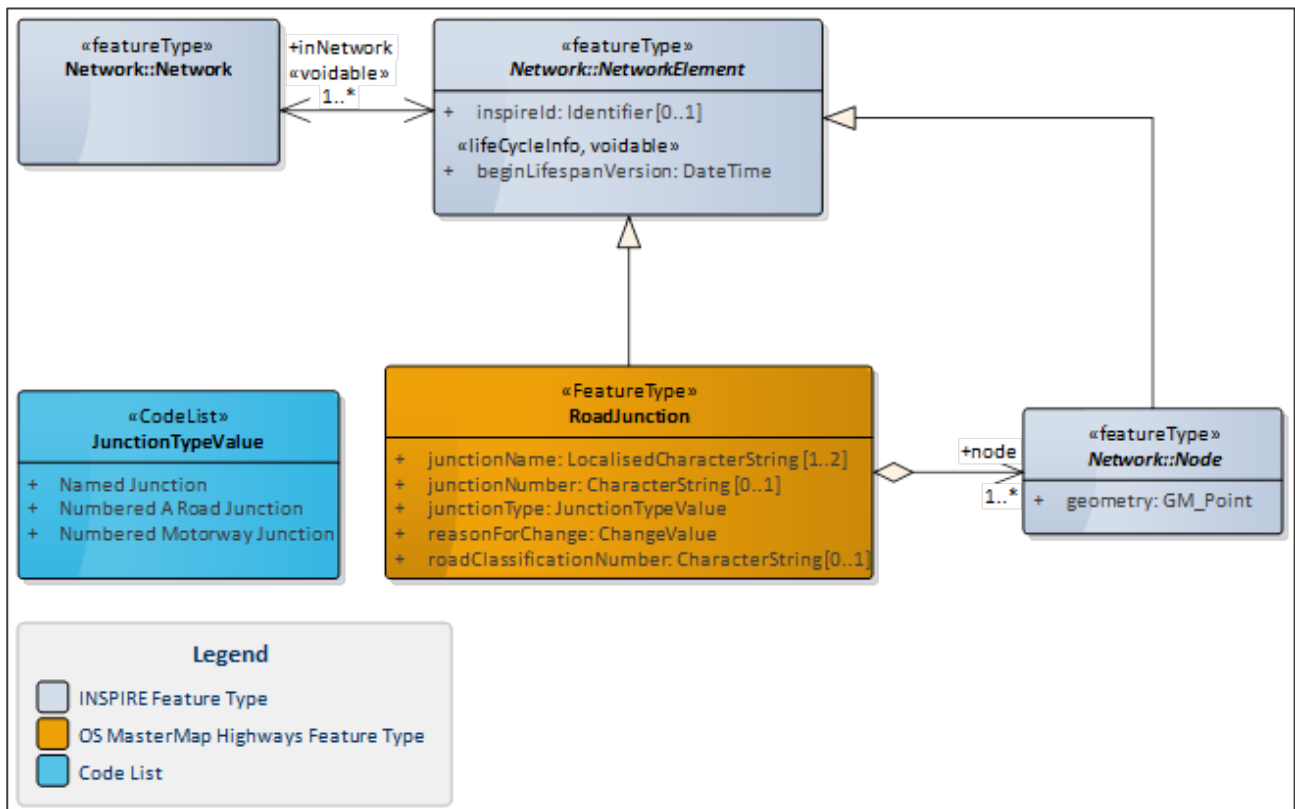 «featureType»
Network::Network
+inNetwork
«voidable»
1..*
«featureType»
Network::NetworkElement
+ inspireId: Identifier [0..1]
«lifeCycleInfo, voidable»
+ beginLifespanVersion: DateTime
«CodeList»
JunctionTypeValue
+ Named Junction
+ Numbered A Road Junction
+ Numbered Motorway Junction
«FeatureType»
RoadJunction
+ junctionName: LocalisedCharacterString [1..2]
+ junctionNumber: CharacterString [0..1]
+ junctionType: JunctionTypeValue
+ reasonForChange: ChangeValue
+ roadClassificationNumber: CharacterString [0..1]
+node
1..*
«featureType»
Network::Node
+ geometry: GM_Point
Legend
INSPIRE Feature Type
OS MasterMap Highways Feature Type
Code List